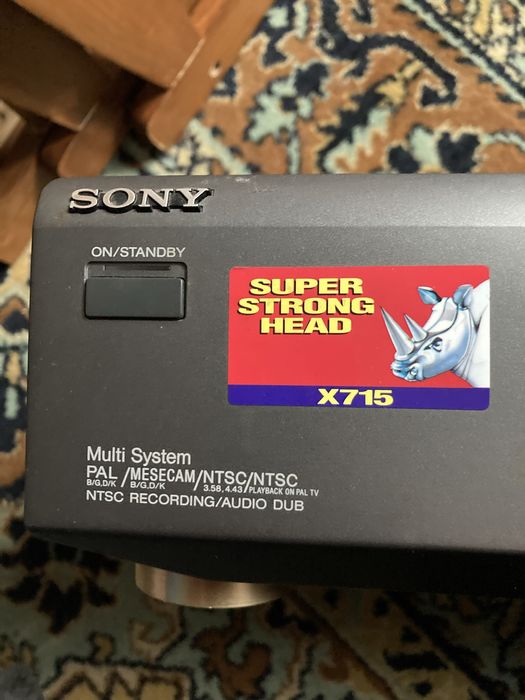 SONY
ON/STANDBY
SUPER
STRONG
HEAD
X715
Multi System
PAL /MESECAM/NTSC/NTSC
B/G,D/K B/G,D/K 3.58, 4.43 PLAYBACK ON PAL TV
NTSC RECORDING/AUDIO DUB